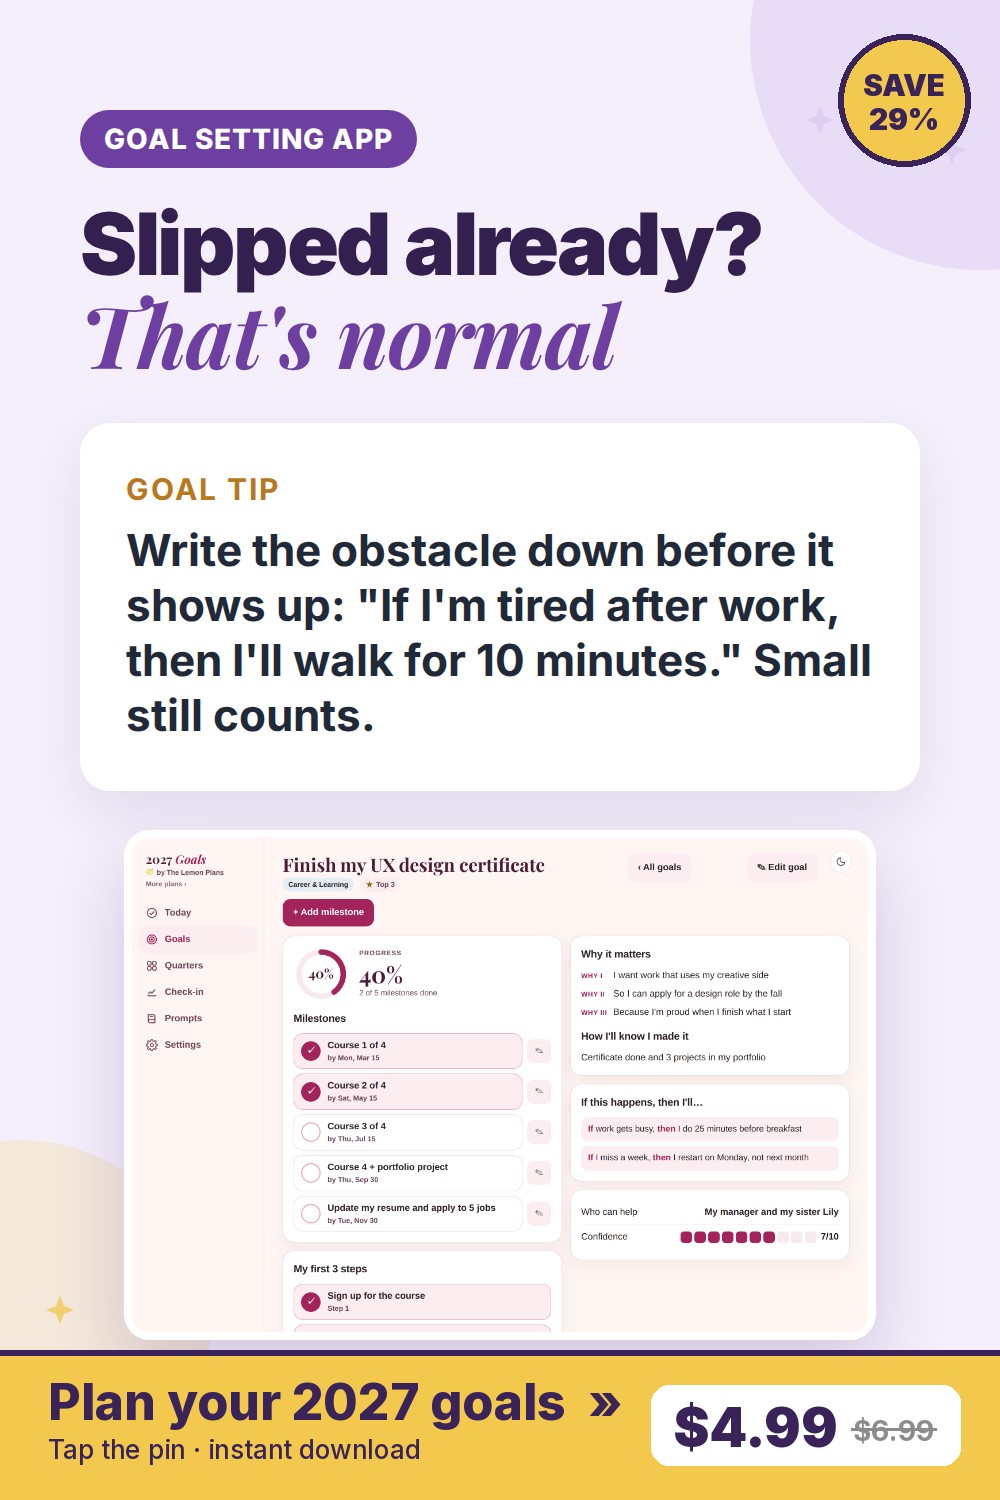 SAVE
29%
GOAL SETTING APP
Slipped already?
That's normal
GOAL TIP
Write the obstacle down before it
shows up: "If I'm tired after work,
then I'll walk for 10 minutes." Small
still counts.
2027 Goals
by The Lemon Plans
More plans ›
Today
Goals
Quarters
Check-in
Prompts
Settings
Finish my UX design certificate
Career & Learning
★ Top 3
‹ All goals
✎ Edit goal
+ Add milestone
40%
PROGRESS
40%
2 of 5 milestones done
Milestones
Course 1 of 4
by Mon, Mar 15
Course 2 of 4
by Sat, May 15
Course 3 of 4
by Thu, Jul 15
Course 4 + portfolio project
by Thu, Sep 30
Update my resume and apply to 5 jobs
by Tue, Nov 30
My first 3 steps
Sign up for the course
Step 1
Why it matters
WHY I I want work that uses my creative side
WHY II So I can apply for a design role by the fall
WHY III Because I'm proud when I finish what I start
How I'll know I made it
Certificate done and 3 projects in my portfolio
If this happens, then I'll...
If work gets busy, then I do 25 minutes before breakfast
If I miss a week, then I restart on Monday, not next month
Who can help My manager and my sister Lily
Confidence 7/10
Plan your 2027 goals »
Tap the pin · instant download
$4.99 $6.99